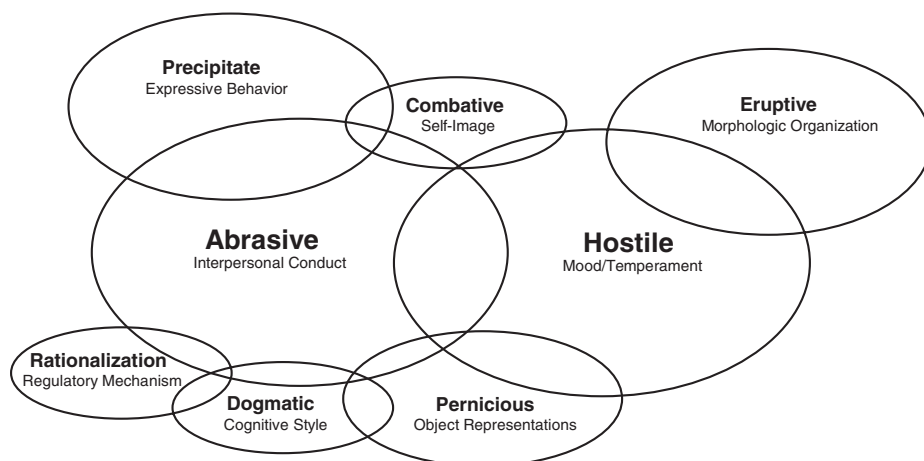 Precipitate
Expressive Behavior
Combative
Self-Image
Eruptive
Morphologic Organization
Abrasive
Interpersonal Conduct
Hostile
Mood/Temperament
Rationalization
Regulatory Mechanism
Dogmatic
Cognitive Style
Pernicious
Object Representations